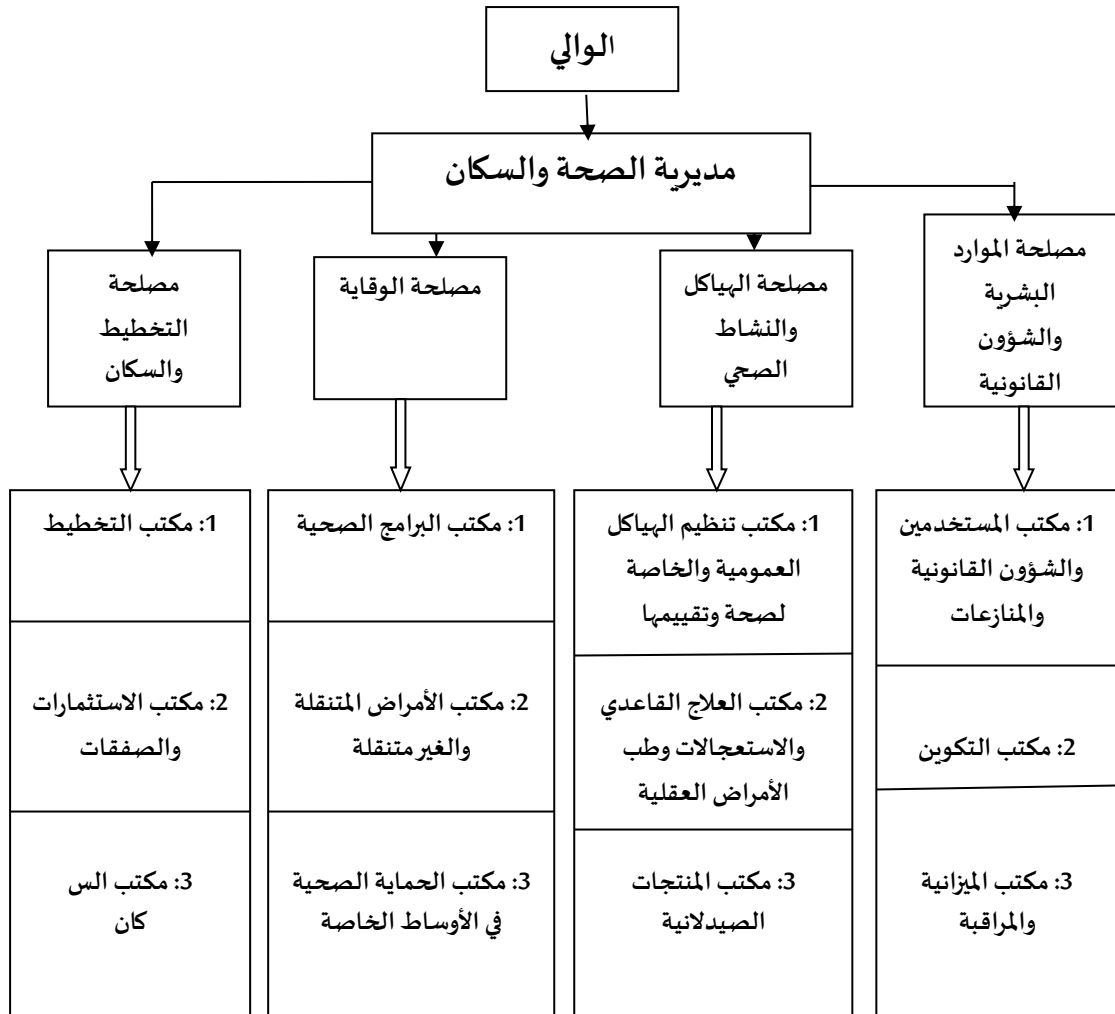 الوالي
مديرية الصحة والسكان
مصلحة الموارد
البشرية
والشؤون
القانونية
مصلحة الهياكل
والنشاط
الصحي
مصلحة الوقاية
مصلحة
التخطيط
والسكان
1: مكتب المستخدمين
والشؤون القانونية
والمنازعات
2: مكتب التكوين
3: مكتب الميزانية
والمراقبة
1: مكتب تنظيم الهياكل
العمومية والخاصة
لصحة وتقييمها
2: مكتب العلاج القاعدي
والاستعجالات وطب
الأمراض العقلية
3: مكتب المنتجات
الصيدلانية
1: مكتب البرامج الصحية
2: مكتب الأمراض المتنقلة
والغير متنقلة
3: مكتب الحماية الصحية
في الأوساط الخاصة
1: مكتب التخطيط
2: مكتب الاستثمارات
والصفقات
3: مكتب الس
كان